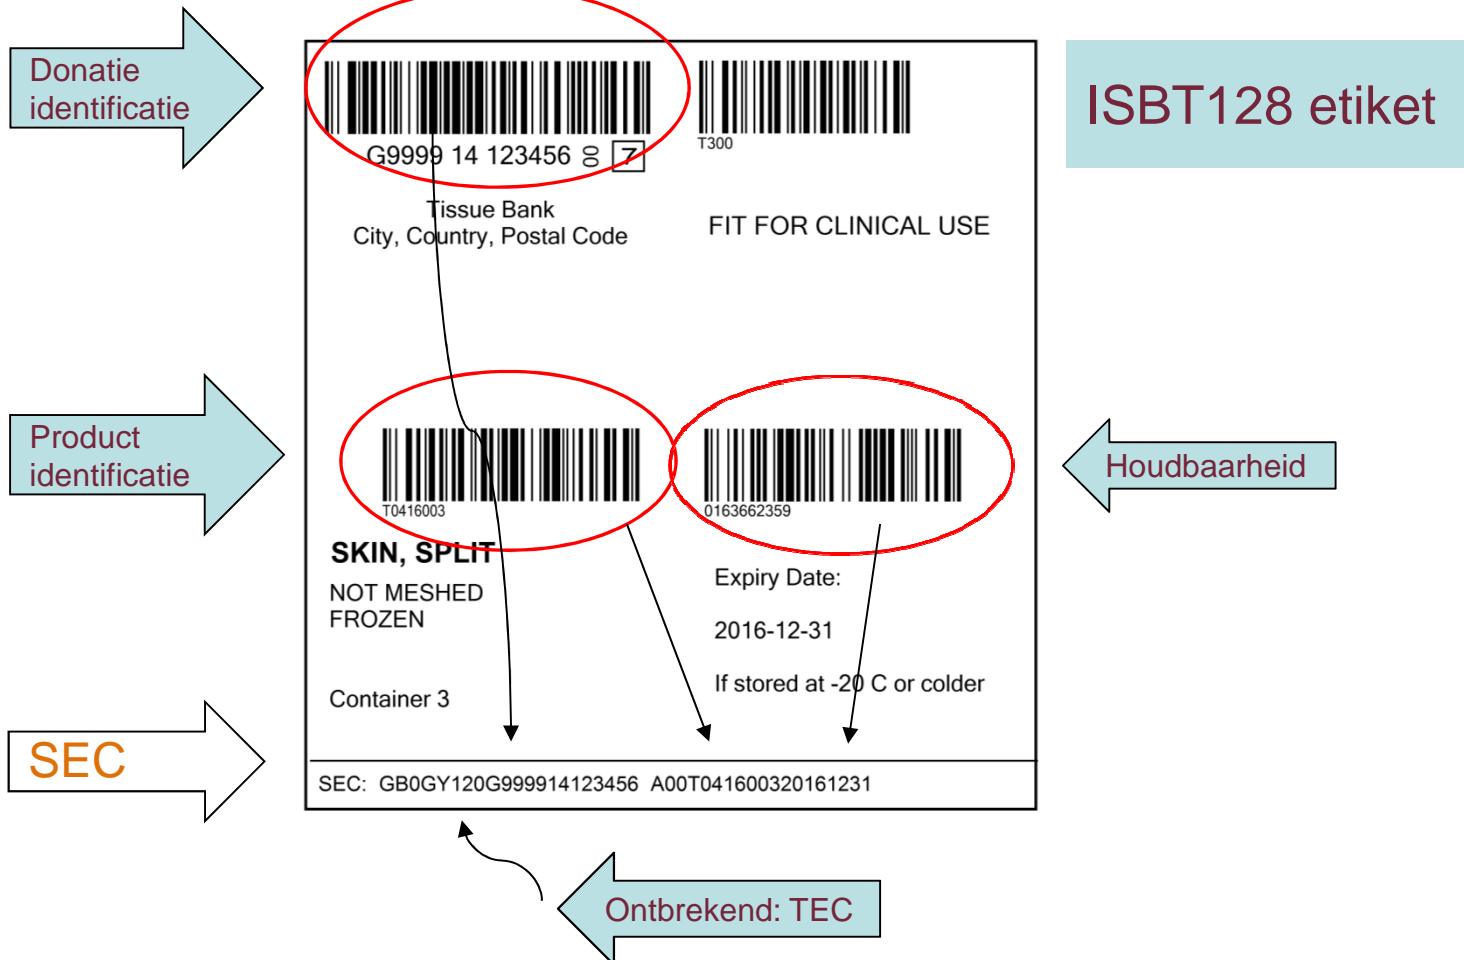 Donatie
identificatie
ISBT128 etiket
G9999 14 123456 00 7
T300
Tissue Bank
City, Country, Postal Code
FIT FOR CLINICAL USE
Product
identificatie
Houdbaarheid
T0416003
0163662359
SKIN, SPLIT
NOT MESHED
FROZEN
Container 3
Expiry Date:
2016-12-31
If stored at -20 C or colder
SEC
SEC: GB0GY120G999914123456 A00T041600320161231
Ontbrekend: TEC